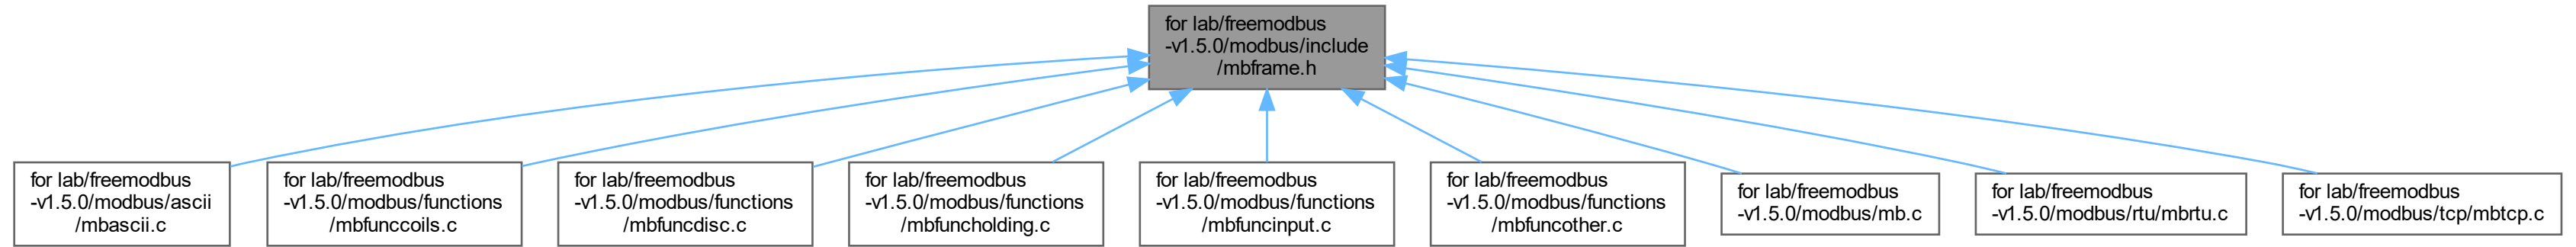 for lab/freemodbus
-v1.5.0/modbus/include
/mbframe.h
for lab/freemodbus
-v1.5.0/modbus/ascii
/mbascii.c
for lab/freemodbus
-v1.5.0/modbus/functions
/mbfunccoils.c
for lab/freemodbus
-v1.5.0/modbus/functions
/mbfuncdisc.c
for lab/freemodbus
-v1.5.0/modbus/functions
/mbfuncholding.c
for lab/freemodbus
-v1.5.0/modbus/functions
/mbfuncinput.c
for lab/freemodbus
-v1.5.0/modbus/functions
/mbfuncother.c
for lab/freemodbus
-v1.5.0/modbus/mb.c
for lab/freemodbus
-v1.5.0/modbus/rtu/mbrtu.c
for lab/freemodbus
-v1.5.0/modbus/tcp/mbtcp.c